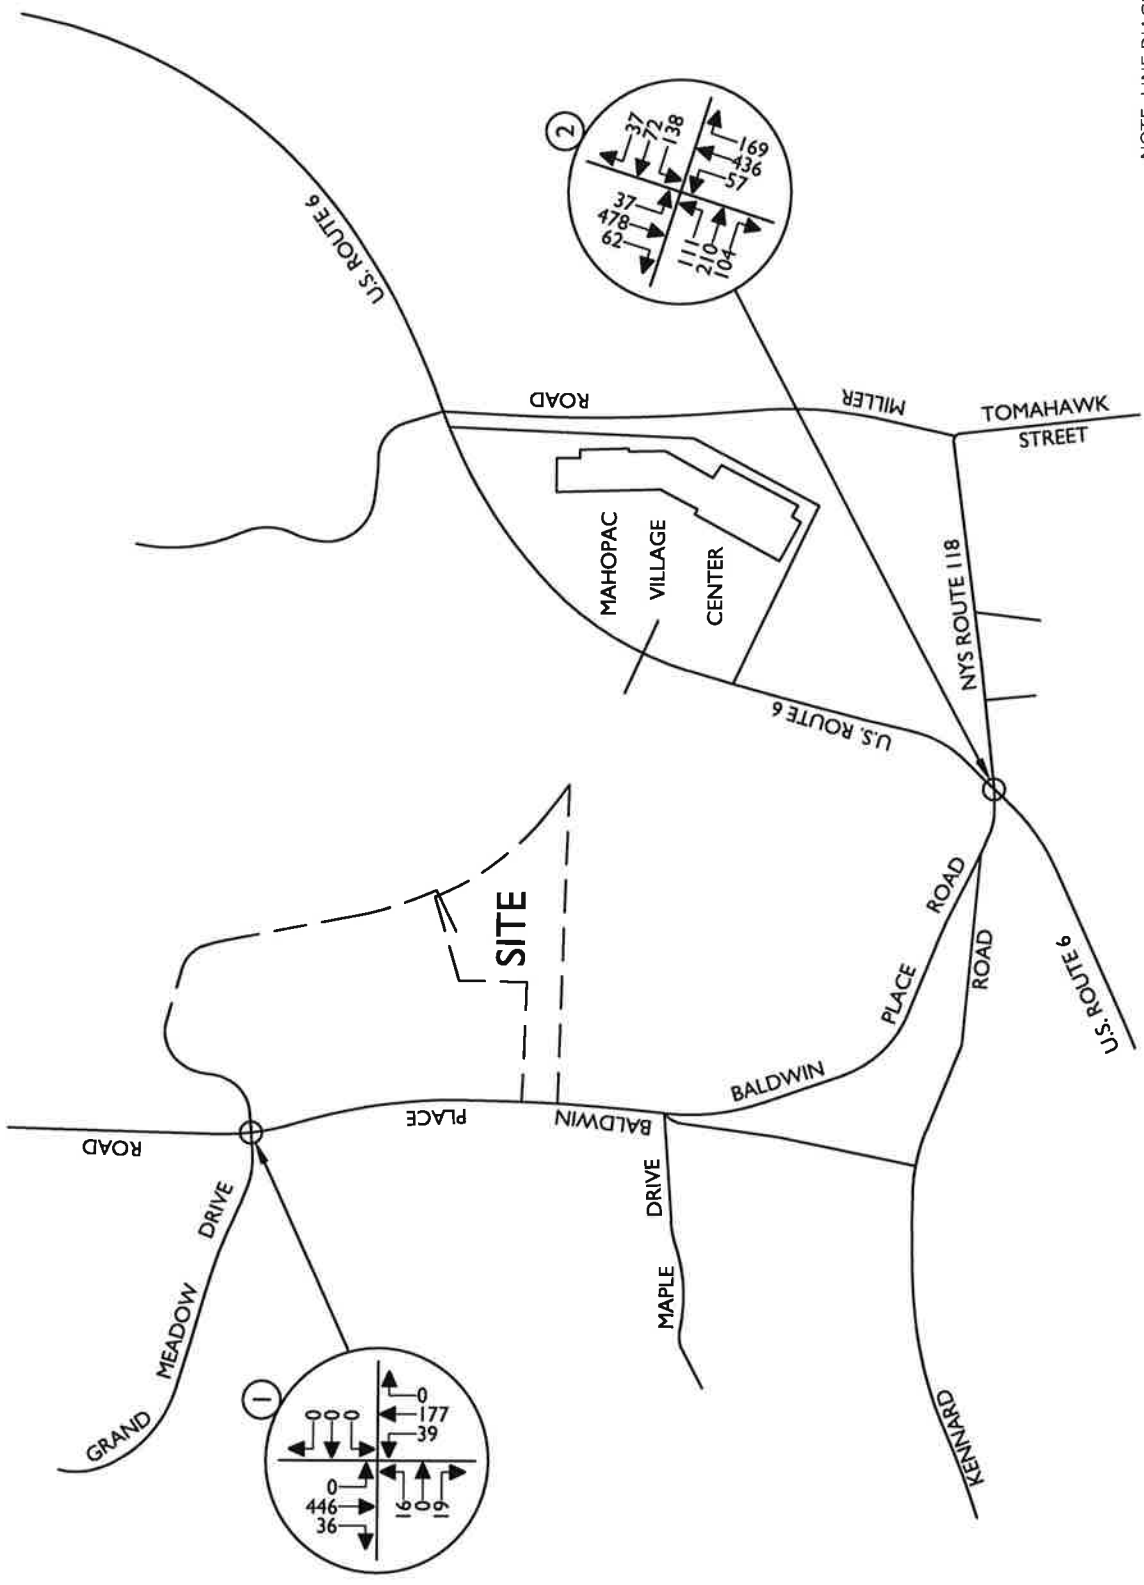 U.S. ROUTE 6
2
37
72
138
37
478
62
169
436
57
111
210
104
ROAD
MILLER
TOMAHAWK
STREET
MAHOPAC
VILLAGE
CENTER
NYS ROUTE 118
U.S. ROUTE 6
SITE
ROAD
PLACE
BALDWIN
BALDWIN
PLACE
ROAD
ROAD
U.S. ROUTE 6
GRAND
MEADOW
DRIVE
MAPLE
DRIVE
KENNARD
1
0
0
0
0
446
36
0
177
39
16
0
19